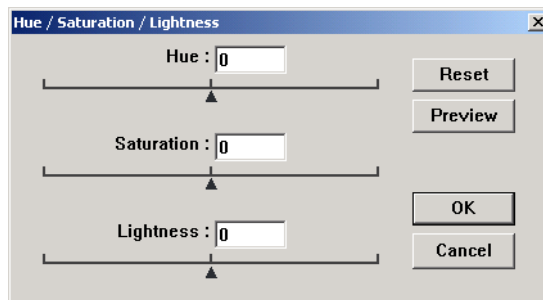 Hue / Saturation / Lightness
Hue : 0
Reset
Preview
Saturation : 0
OK
Lightness : 0
Cancel